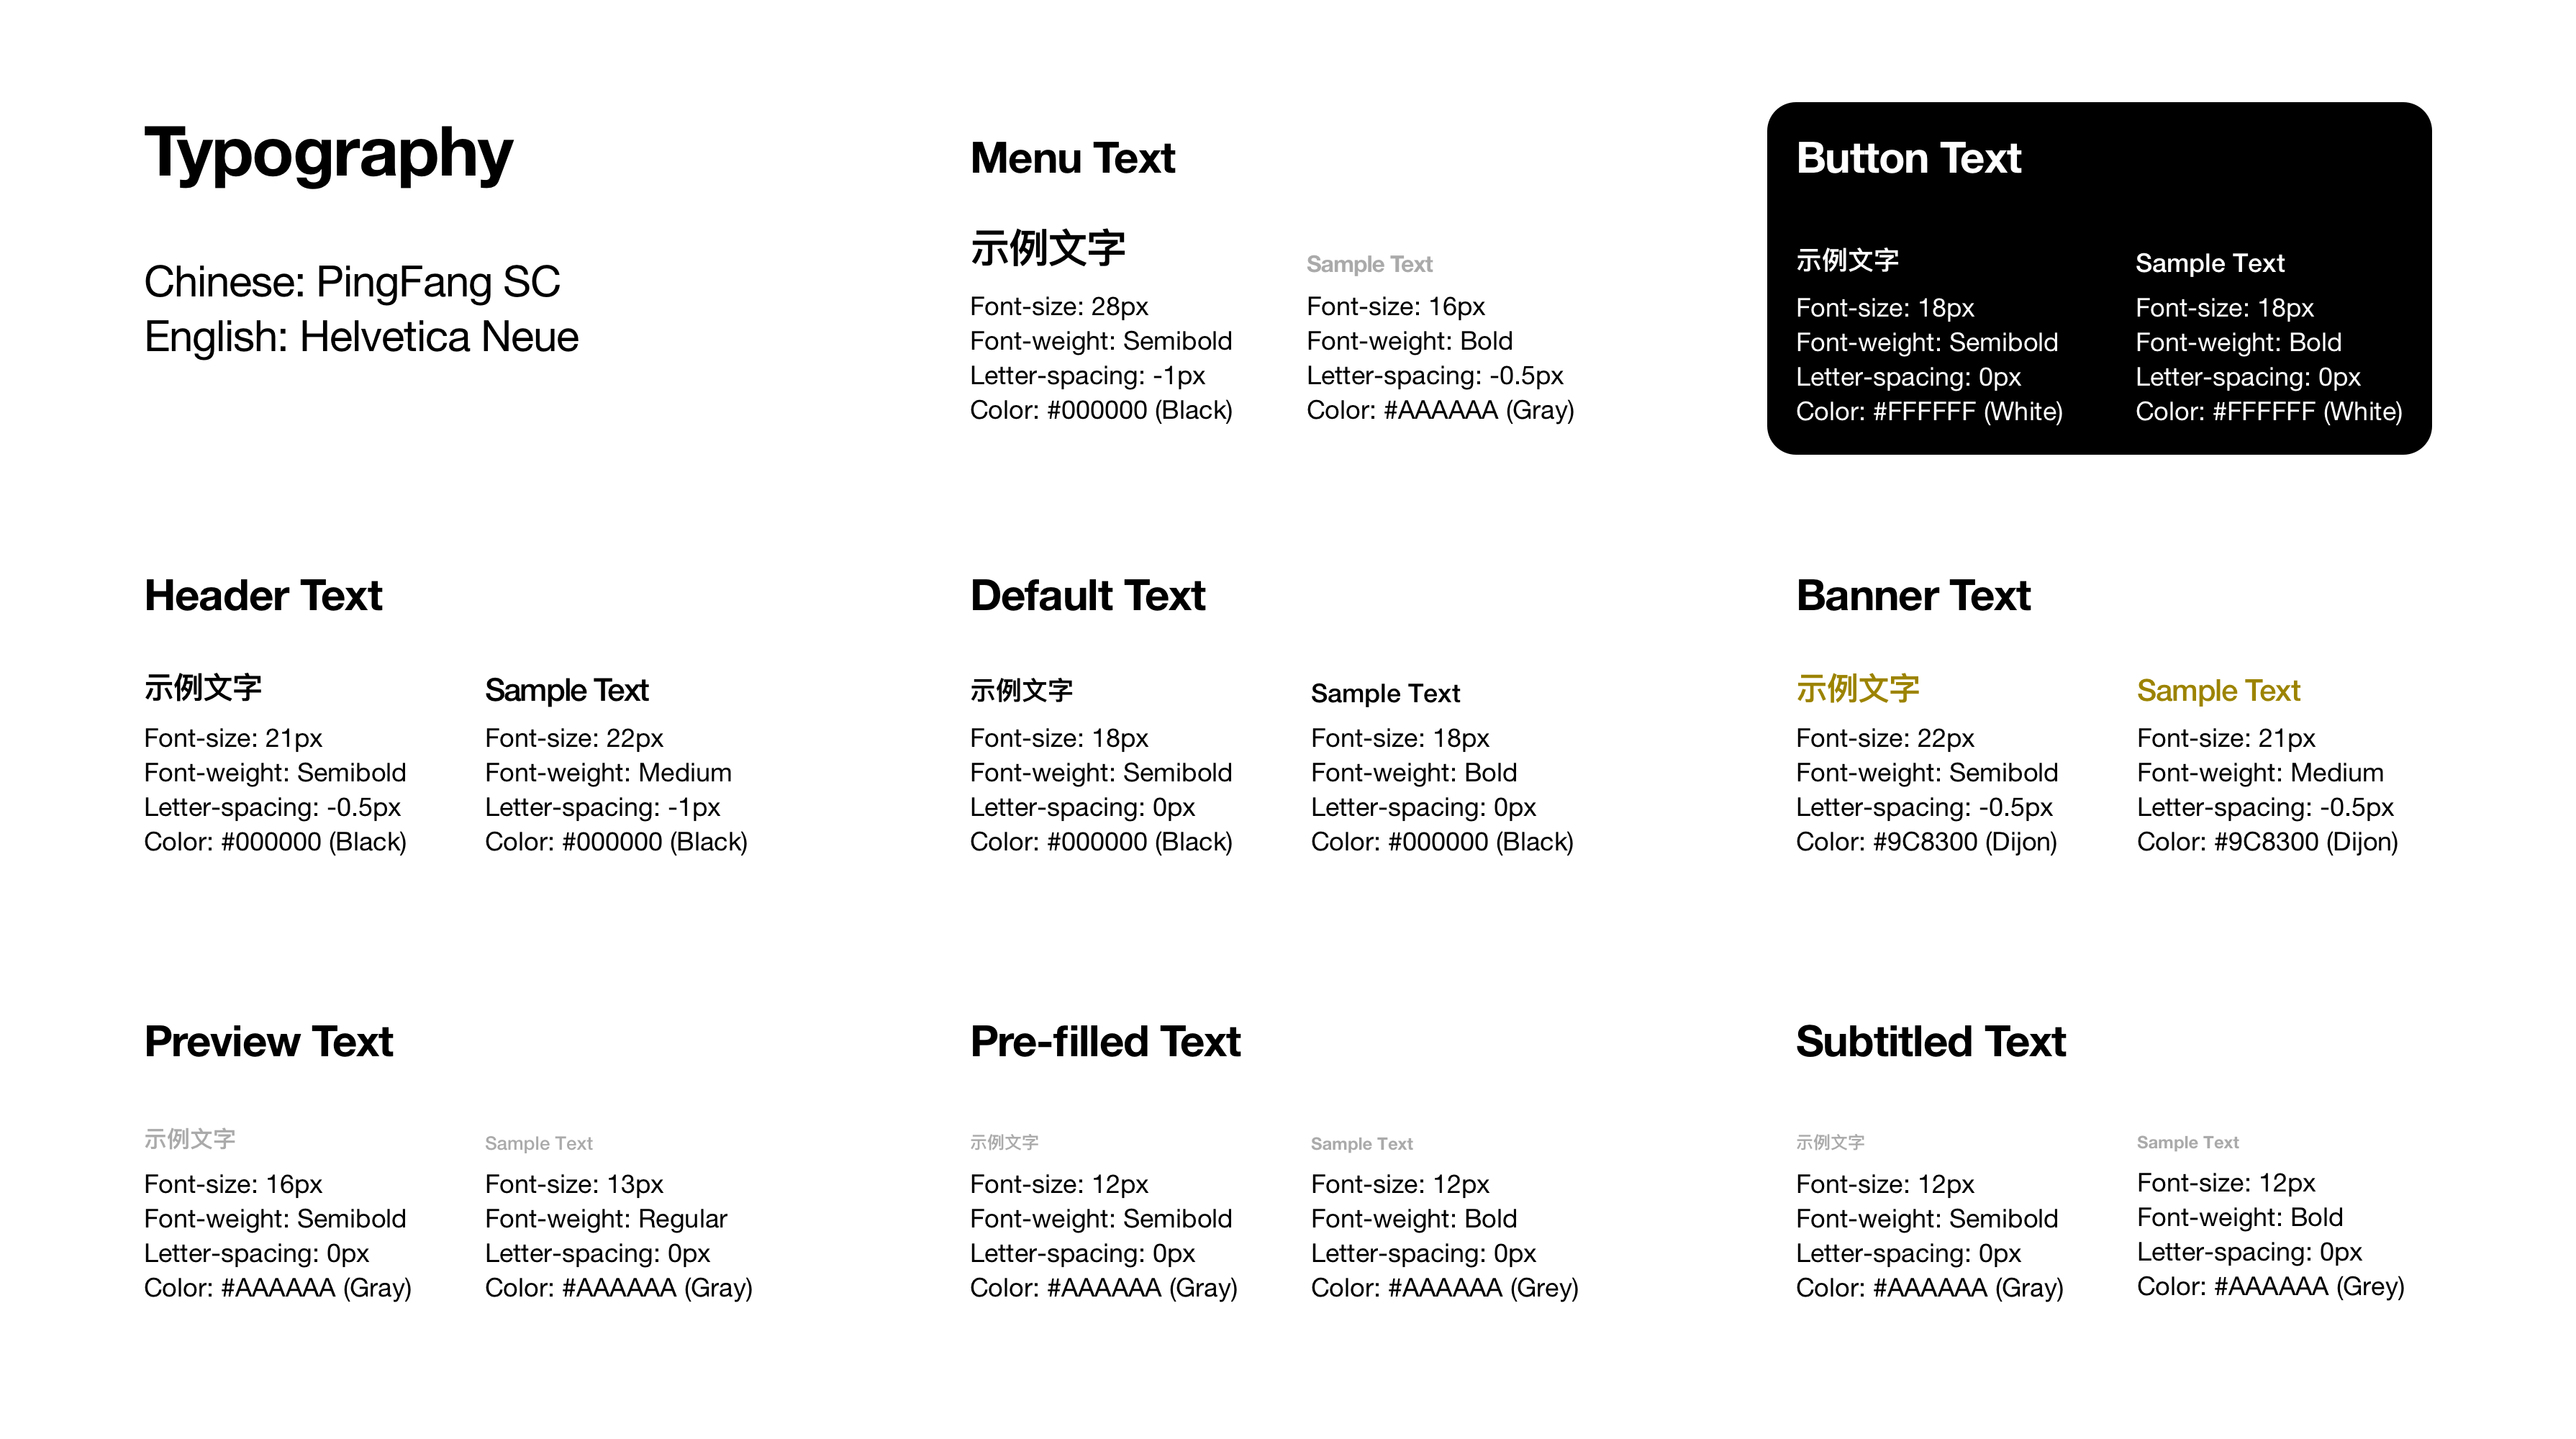 Typography
Chinese: PingFang SC
English: Helvetica Neue
Menu Text
示例文字
Font-size: 28px
Font-weight: Semibold
Letter-spacing: -1px
Color: #000000 (Black)
Sample Text
Font-size: 16px
Font-weight: Bold
Letter-spacing: -0.5px
Color: #AAAAAA (Gray)
Button Text
示例文字
Font-size: 18px
Font-weight: Semibold
Letter-spacing: 0px
Color: #FFFFFF (White)
Sample Text
Font-size: 18px
Font-weight: Bold
Letter-spacing: 0px
Color: #FFFFFF (White)
Header Text
示例文字
Font-size: 21px
Font-weight: Semibold
Letter-spacing: -0.5px
Color: #000000 (Black)
Sample Text
Font-size: 22px
Font-weight: Medium
Letter-spacing: -1px
Color: #000000 (Black)
Default Text
示例文字
Font-size: 18px
Font-weight: Semibold
Letter-spacing: 0px
Color: #000000 (Black)
Sample Text
Font-size: 18px
Font-weight: Bold
Letter-spacing: 0px
Color: #000000 (Black)
Banner Text
示例文字
Font-size: 22px
Font-weight: Semibold
Letter-spacing: -0.5px
Color: #9C8300 (Dijon)
Sample Text
Font-size: 21px
Font-weight: Medium
Letter-spacing: -0.5px
Color: #9C8300 (Dijon)
Preview Text
示例文字
Font-size: 16px
Font-weight: Semibold
Letter-spacing: 0px
Color: #AAAAAA (Gray)
Sample Text
Font-size: 13px
Font-weight: Regular
Letter-spacing: 0px
Color: #AAAAAA (Gray)
Pre-filled Text
示例文字
Font-size: 12px
Font-weight: Semibold
Letter-spacing: 0px
Color: #AAAAAA (Gray)
Sample Text
Font-size: 12px
Font-weight: Bold
Letter-spacing: 0px
Color: #AAAAAA (Grey)
Subtitled Text
示例文字
Font-size: 12px
Font-weight: Semibold
Letter-spacing: 0px
Color: #AAAAAA (Gray)
Sample Text
Font-size: 12px
Font-weight: Bold
Letter-spacing: 0px
Color: #AAAAAA (Grey)